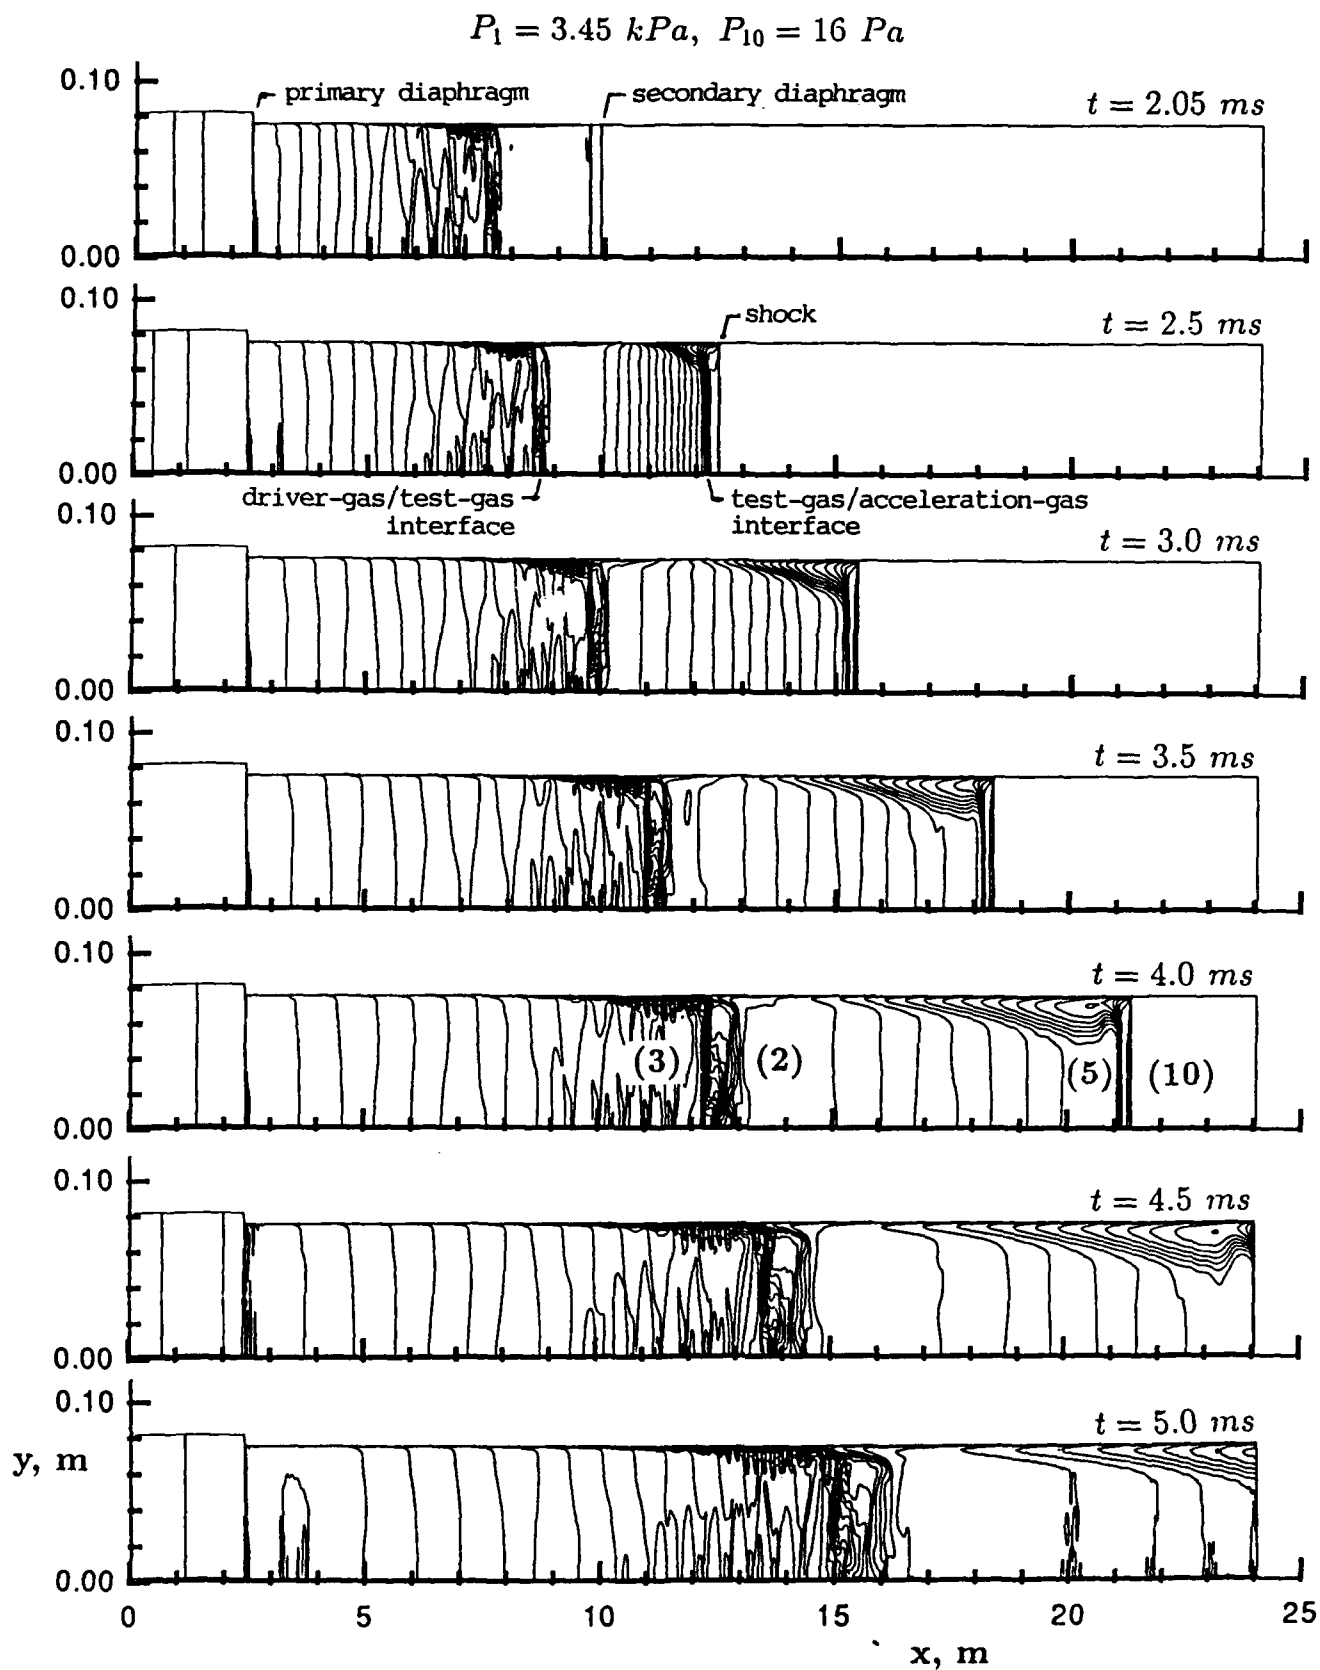 P₁ = 3.45 kPa, P₁₀ = 16 Pa
0.10
primary diaphragm
secondary diaphragm
t = 2.05 ms
0.00
0.10
shock
t = 2.5 ms
0.00
driver-gas/test-gas
interface
test-gas/acceleration-gas
interface
0.10
t = 3.0 ms
0.00
0.10
t = 3.5 ms
0.00
0.10
t = 4.0 ms
(3)
(2)
(5)
(10)
0.00
0.10
t = 4.5 ms
0.00
0.10
t = 5.0 ms
y, m
0.00
0 5 10 15 20 25
x, m